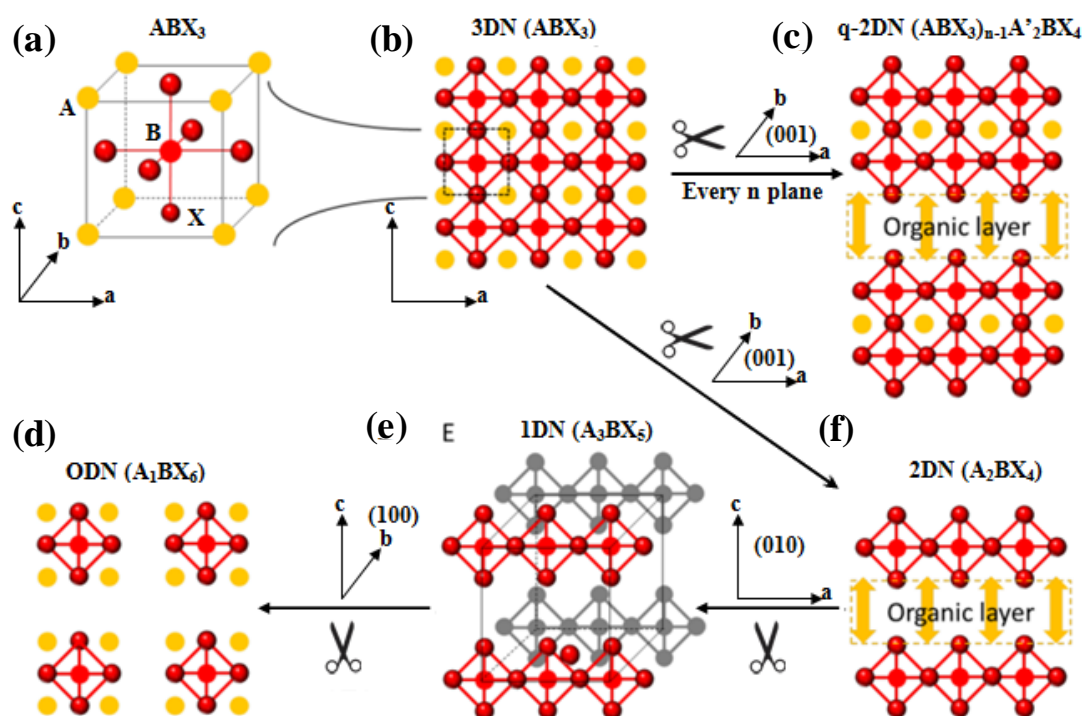 (a)
ABX₃
A
B
X
c
b
a
(b)
3DN (ABX₃)
c
a
b
(001)
a
Every n plane
(c)
q-2DN (ABX₃)ₙ₋₁A’₂BX₄
Organic layer
b
(001)
a
(d)
ODN (A₁BX₆)
c
(100)
b
(e)
E
1DN (A₃BX₅)
c
(010)
a
(f)
2DN (A₂BX₄)
Organic layer